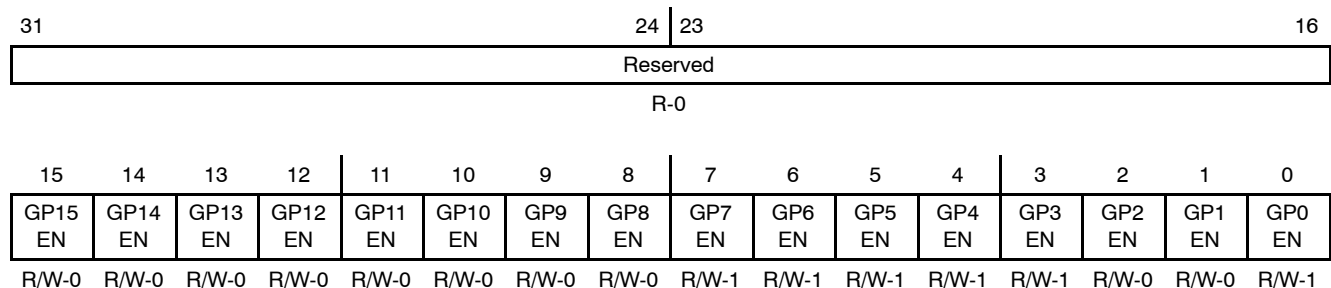 31 24 23 16
Reserved
R-0
15 14 13 12 11 10 9 8 7 6 5 4 3 2 1 0
GP15 GP14 GP13 GP12 GP11 GP10 GP9 GP8 GP7 GP6 GP5 GP4 GP3 GP2 GP1 GP0
EN EN EN EN EN EN EN EN EN EN EN EN EN EN EN EN
R/W-0 R/W-0 R/W-0 R/W-0 R/W-0 R/W-0 R/W-0 R/W-0 R/W-1 R/W-1 R/W-1 R/W-1 R/W-1 R/W-0 R/W-0 R/W-1